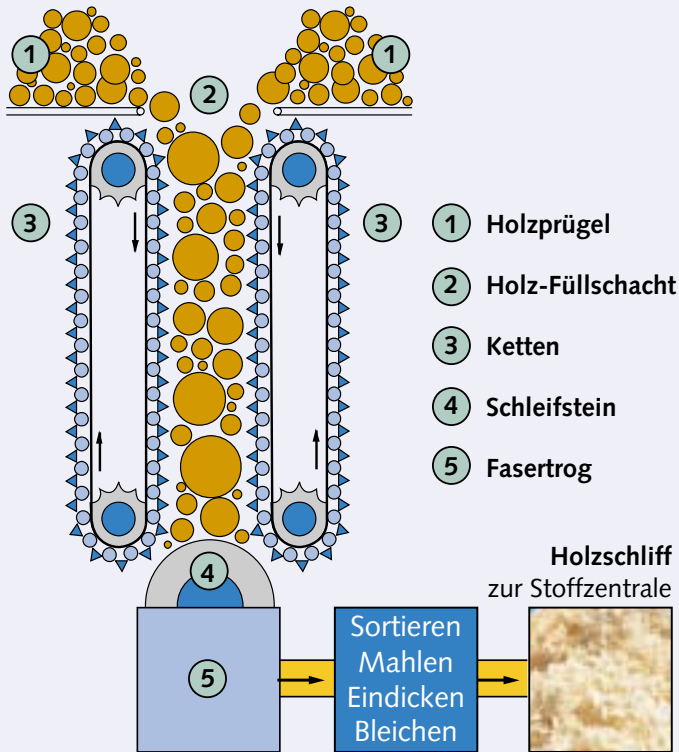 1
1
2
3
3
1 Holzprügel
2 Holz-Füllschacht
3 Ketten
4 Schleifstein
5 Fasertrog
4
Holzschliff
zur Stoffzentrale
5
Sortieren
Mahlen
Eindicken
Bleichen